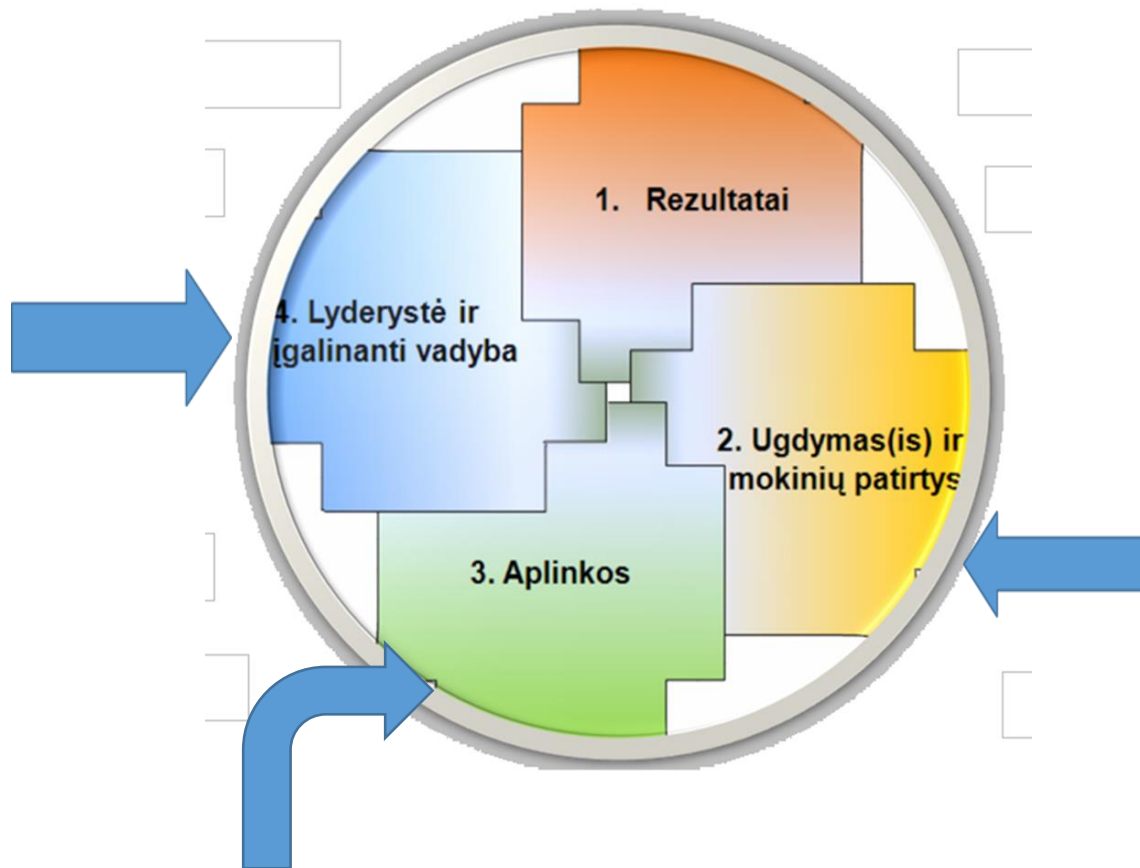 1. Rezultatai
4. Lyderystė ir
įgalinanti vadyba
2. Ugdymas(is) ir
mokinių patirtys
3. Aplinkos